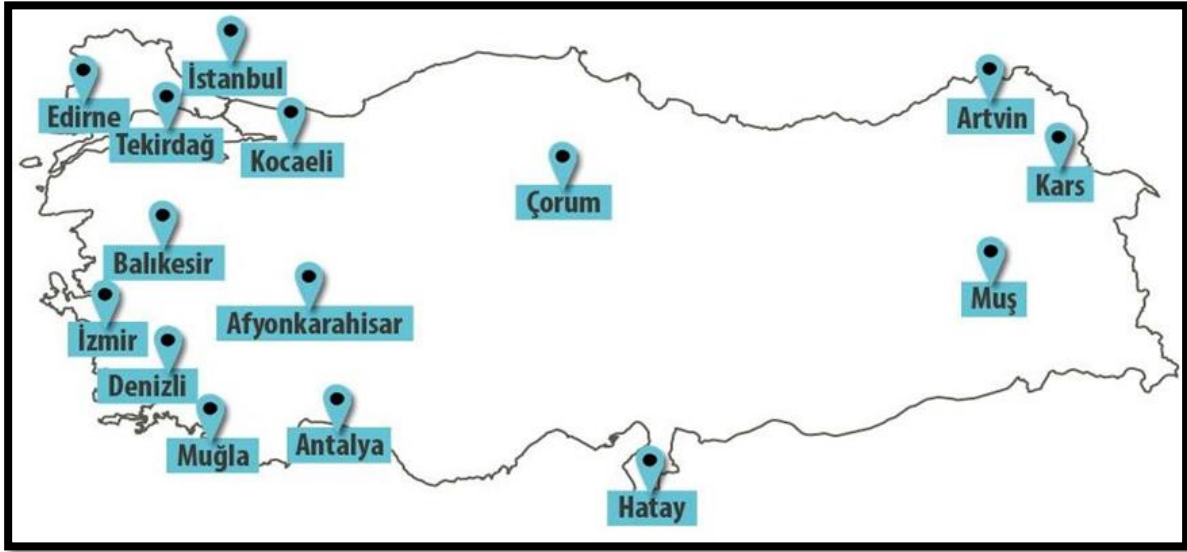 İstanbul
Edirne
Tekirdağ
Kocaeli
Artvin
Kars
Çorum
Balıkesir
Muş
Afyonkarahisar
İzmir
Denizli
Muğla
Antalya
Hatay